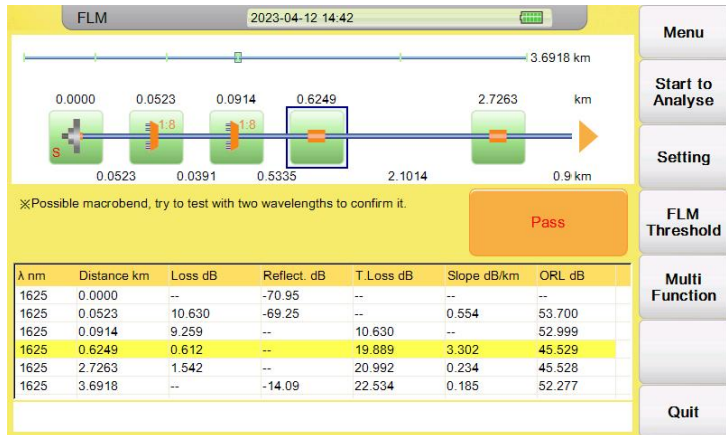 FLM 2023-04-12 14:42
3.6918 km
0.0000 0.0523 0.0914 0.6249 2.7263 km
S 1:8 1:8
0.0523 0.0391 0.5335 2.1014 0.9 km
※Possible macrobend, try to test with two wavelengths to confirm it.
Pass
λ nm Distance km Loss dB Reflect. dB T.Loss dB Slope dB/km ORL dB
1625 0.0000 -- -70.95 -- -- --
1625 0.0523 10.630 -69.25 -- 0.554 53.700
1625 0.0914 9.259 -- 10.630 -- 52.999
1625 0.6249 0.612 -- 19.889 3.302 45.529
1625 2.7263 1.542 -- 20.992 0.234 45.528
1625 3.6918 -- -14.09 22.534 0.185 52.277
Menu
Start to
Analyse
Setting
FLM
Threshold
Multi
Function
Quit